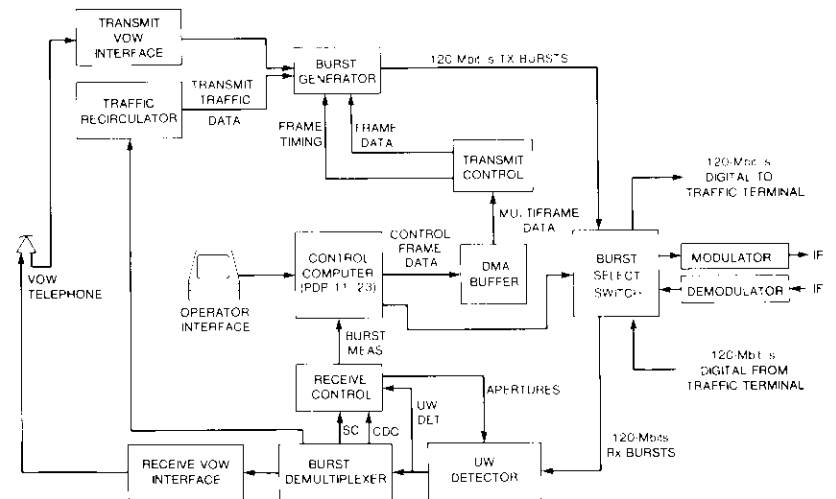 TRANSMIT
VOW
INTERFACE
TRAFFIC
RECIRCULATOR
TRANSMIT
TRAFFIC
DATA
BURST
GENERATOR
120 Mbit s TX BURSTS
FRAME
TIMING
FRAME
DATA
TRANSMIT
CONTROL
MULTIFRAME
DATA
120-Mbit s
DIGITAL TO
TRAFFIC TERMINAL
VOW
TELEPHONE
OPERATOR
INTERFACE
CONTROL
COMPUTER
(PDP 11 23)
CONTROL
FRAME
DATA
DMA
BUFFER
BURST
SELECT
SWITCH
MODULATOR
IF
DEMODULATOR
IF
BURST
MEAS
RECEIVE
CONTROL
APERTURES
UW
DET
SC
CDC
120-Mbit s
DIGITAL FROM
TRAFFIC TERMINAL
120-Mbits
Rx BURSTS
RECEIVE VOW
INTERFACE
BURST
DEMULTIPLEXER
UW
DETECTOR